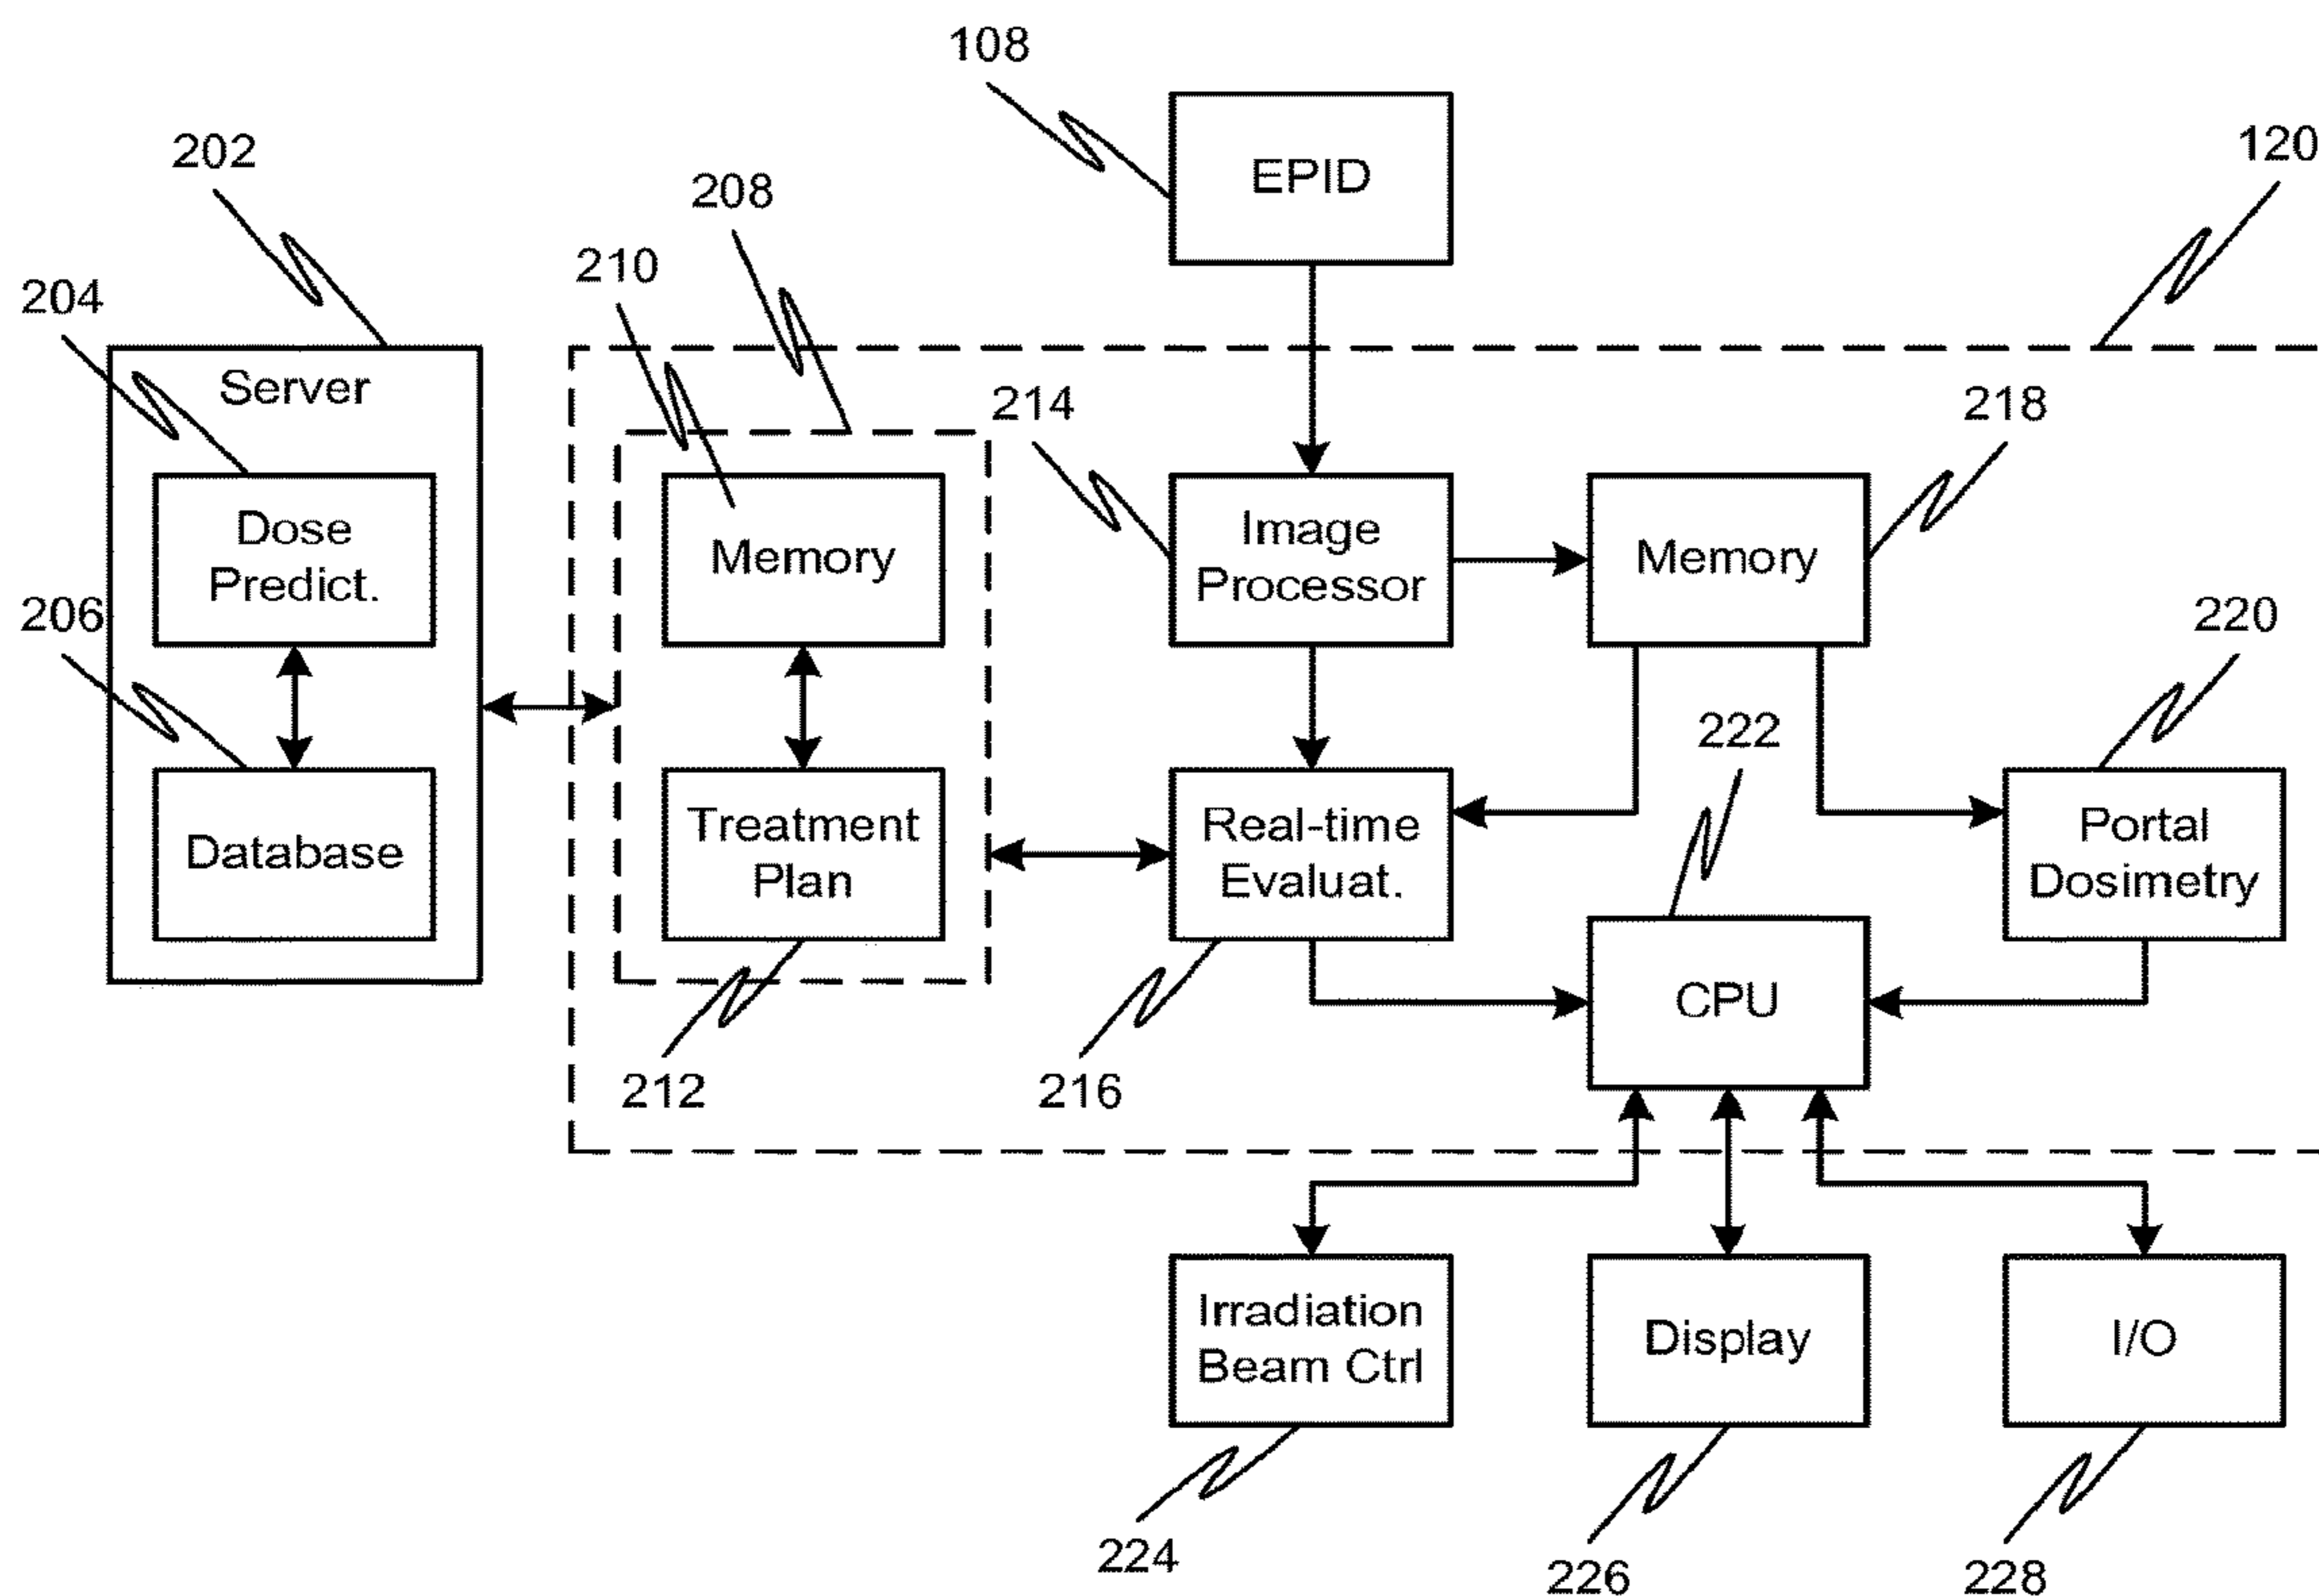 108
202
120
208
EPID
210
204
Server
214
218
Dose
Predict.
Memory
Image
Processor
Memory
206
220
222
Database
Treatment
Plan
Real-time
Evaluat.
Portal
Dosimetry
CPU
212
216
Irradiation
Beam Ctrl
Display
I/O
224
226
228